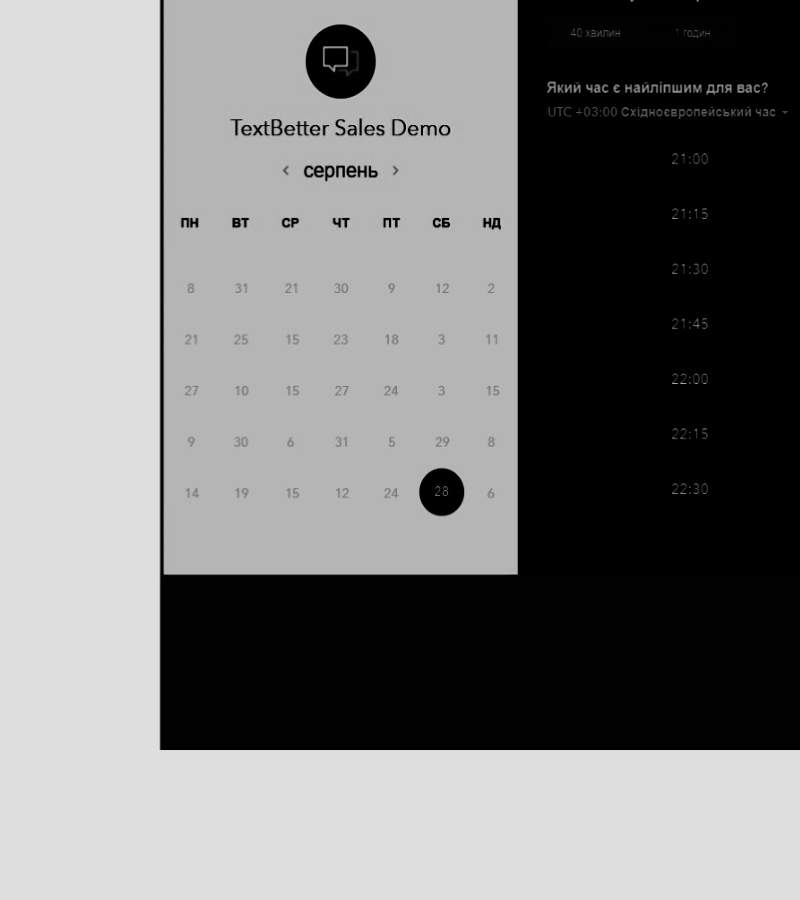 TextBetter Sales Demo
‹ серпень ›
ПН ВТ СР ЧТ ПТ СБ НД
8 31 21 30 9 12 2
21 25 15 23 18 3 11
27 10 15 27 24 3 15
9 30 6 31 5 29 8
14 19 15 12 24 28 6
40 хвилин 1 годин
Який час є найліпшим для вас?
UTC +03:00 Східноєвропейський час
21:00
21:15
21:30
21:45
22:00
22:15
22:30